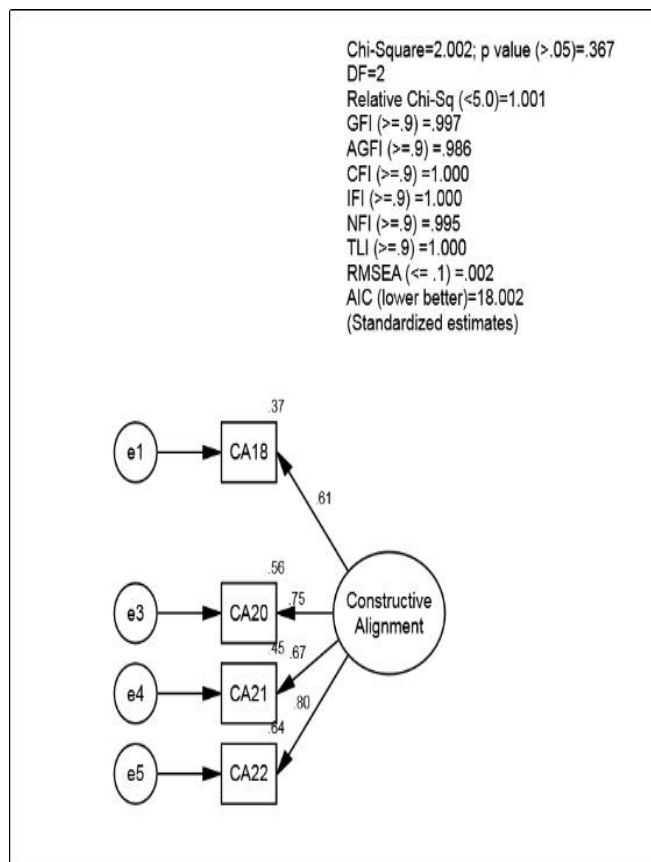 Chi-Square=2.002; p value (>.05)=.367
DF=2
Relative Chi-Sq (<5.0)=1.001
GFI (>=.9) =.997
AGFI (>=.9) =.986
CFI (>=.9) =1.000
IFI (>=.9) =1.000
NFI (>=.9) =.995
TLI (>=.9) =1.000
RMSEA (<= .1) =.002
AIC (lower better)=18.002
(Standardized estimates)
.37
e1
CA18
.61
.56
e3
CA20
.75
Constructive
Alignment
.45
.67
e4
CA21
.80
.64
e5
CA22